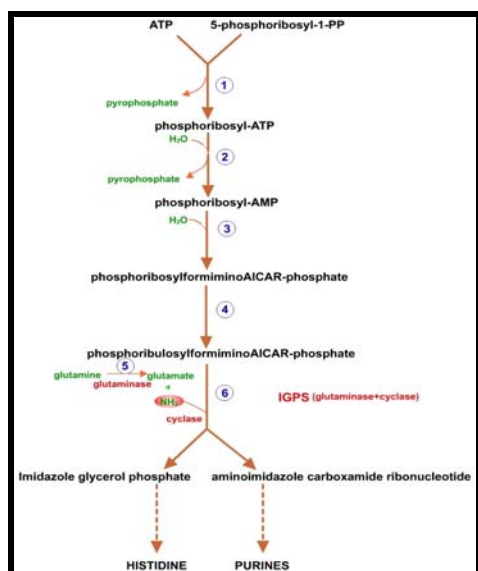 ATP 5-phosphoribosyl-1-PP
1
pyrophosphate
phosphoribosyl-ATP
H₂O
2
pyrophosphate
phosphoribosyl-AMP
H₂O
3
phosphoribosylformiminoAICAR-phosphate
4
phosphoribulosylformiminoAICAR-phosphate
5
glutamine glutamate
glutaminase
+
6
NH₃
IGPS (glutaminase+cyclase)
cyclase
Imidazole glycerol phosphate aminoimidazole carboxamide ribonucleotide
HISTIDINE PURINES